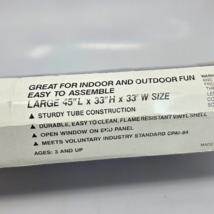 GREAT FOR INDOOR AND OUTDOOR FUN
EASY TO ASSEMBLE
LARGE 45"L x 33"H x 33"W SIZE
▲ STURDY TUBE CONSTRUCTION
▲ DURABLE, EASY TO CLEAN, FLAME RESISTANT VINYL SHELL
▲ OPEN WINDOW ON END PANEL
▲ MEETS VOLUNTARY INDUSTRY STANDARD CPAI-84
AGES: 3 AND UP
MADE